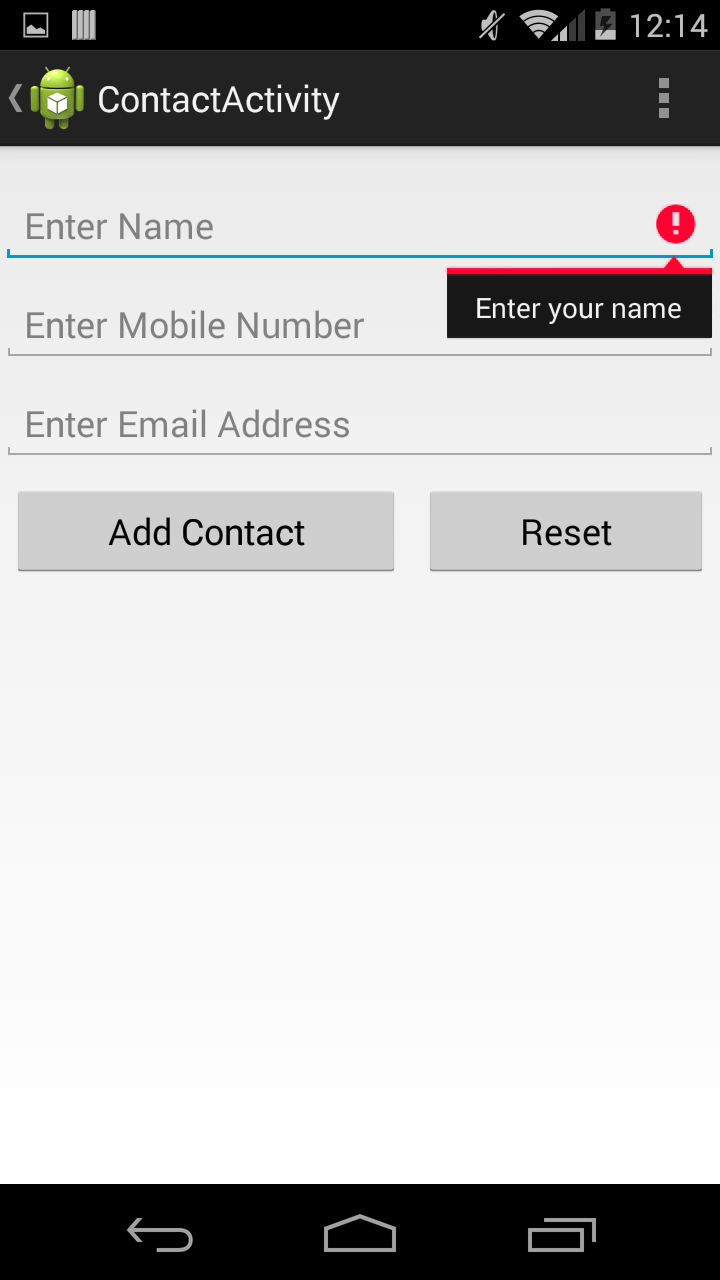 12:14
ContactActivity
Enter Name
Enter your name
Enter Mobile Number
Enter Email Address
Add Contact
Reset